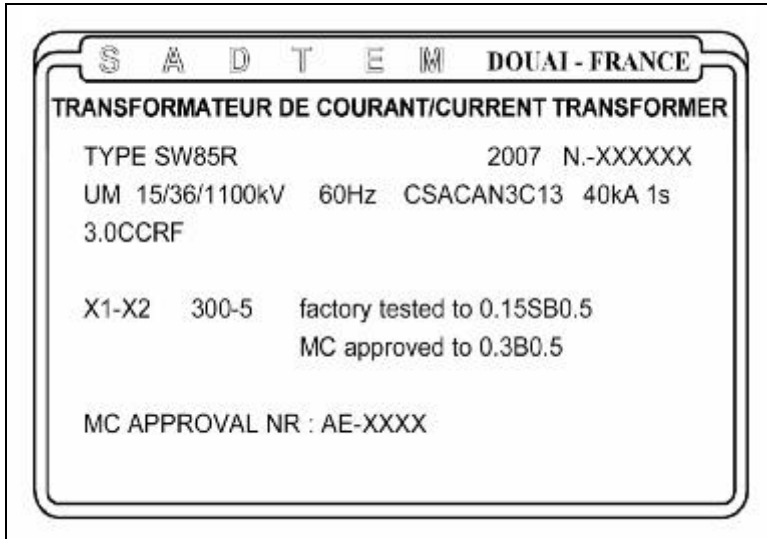 SADTEM DOUAI - FRANCE
TRANSFORMATEUR DE COURANT/CURRENT TRANSFORMER
TYPE SW85R 2007 N.-XXXXXX
UM 15/36/1100kV 60Hz CSACAN3C13 40kA 1s
3.0CCRF
X1-X2 300-5 factory tested to 0.15SB0.5
MC approved to 0.3B0.5
MC APPROVAL NR : AE-XXXX